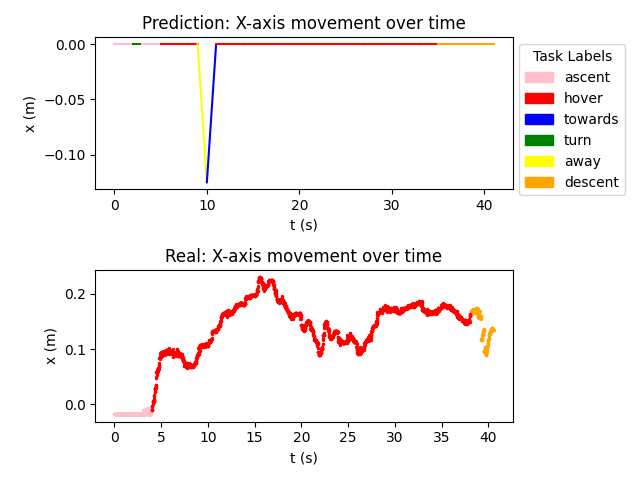 Prediction: X-axis movement over time
0.00
−0.05
−0.10
x (m)
0
10
20
30
40
t (s)
Task Labels
ascent
hover
towards
turn
away
descent
Real: X-axis movement over time
0.2
0.1
0.0
x (m)
0
5
10
15
20
25
30
35
40
t (s)